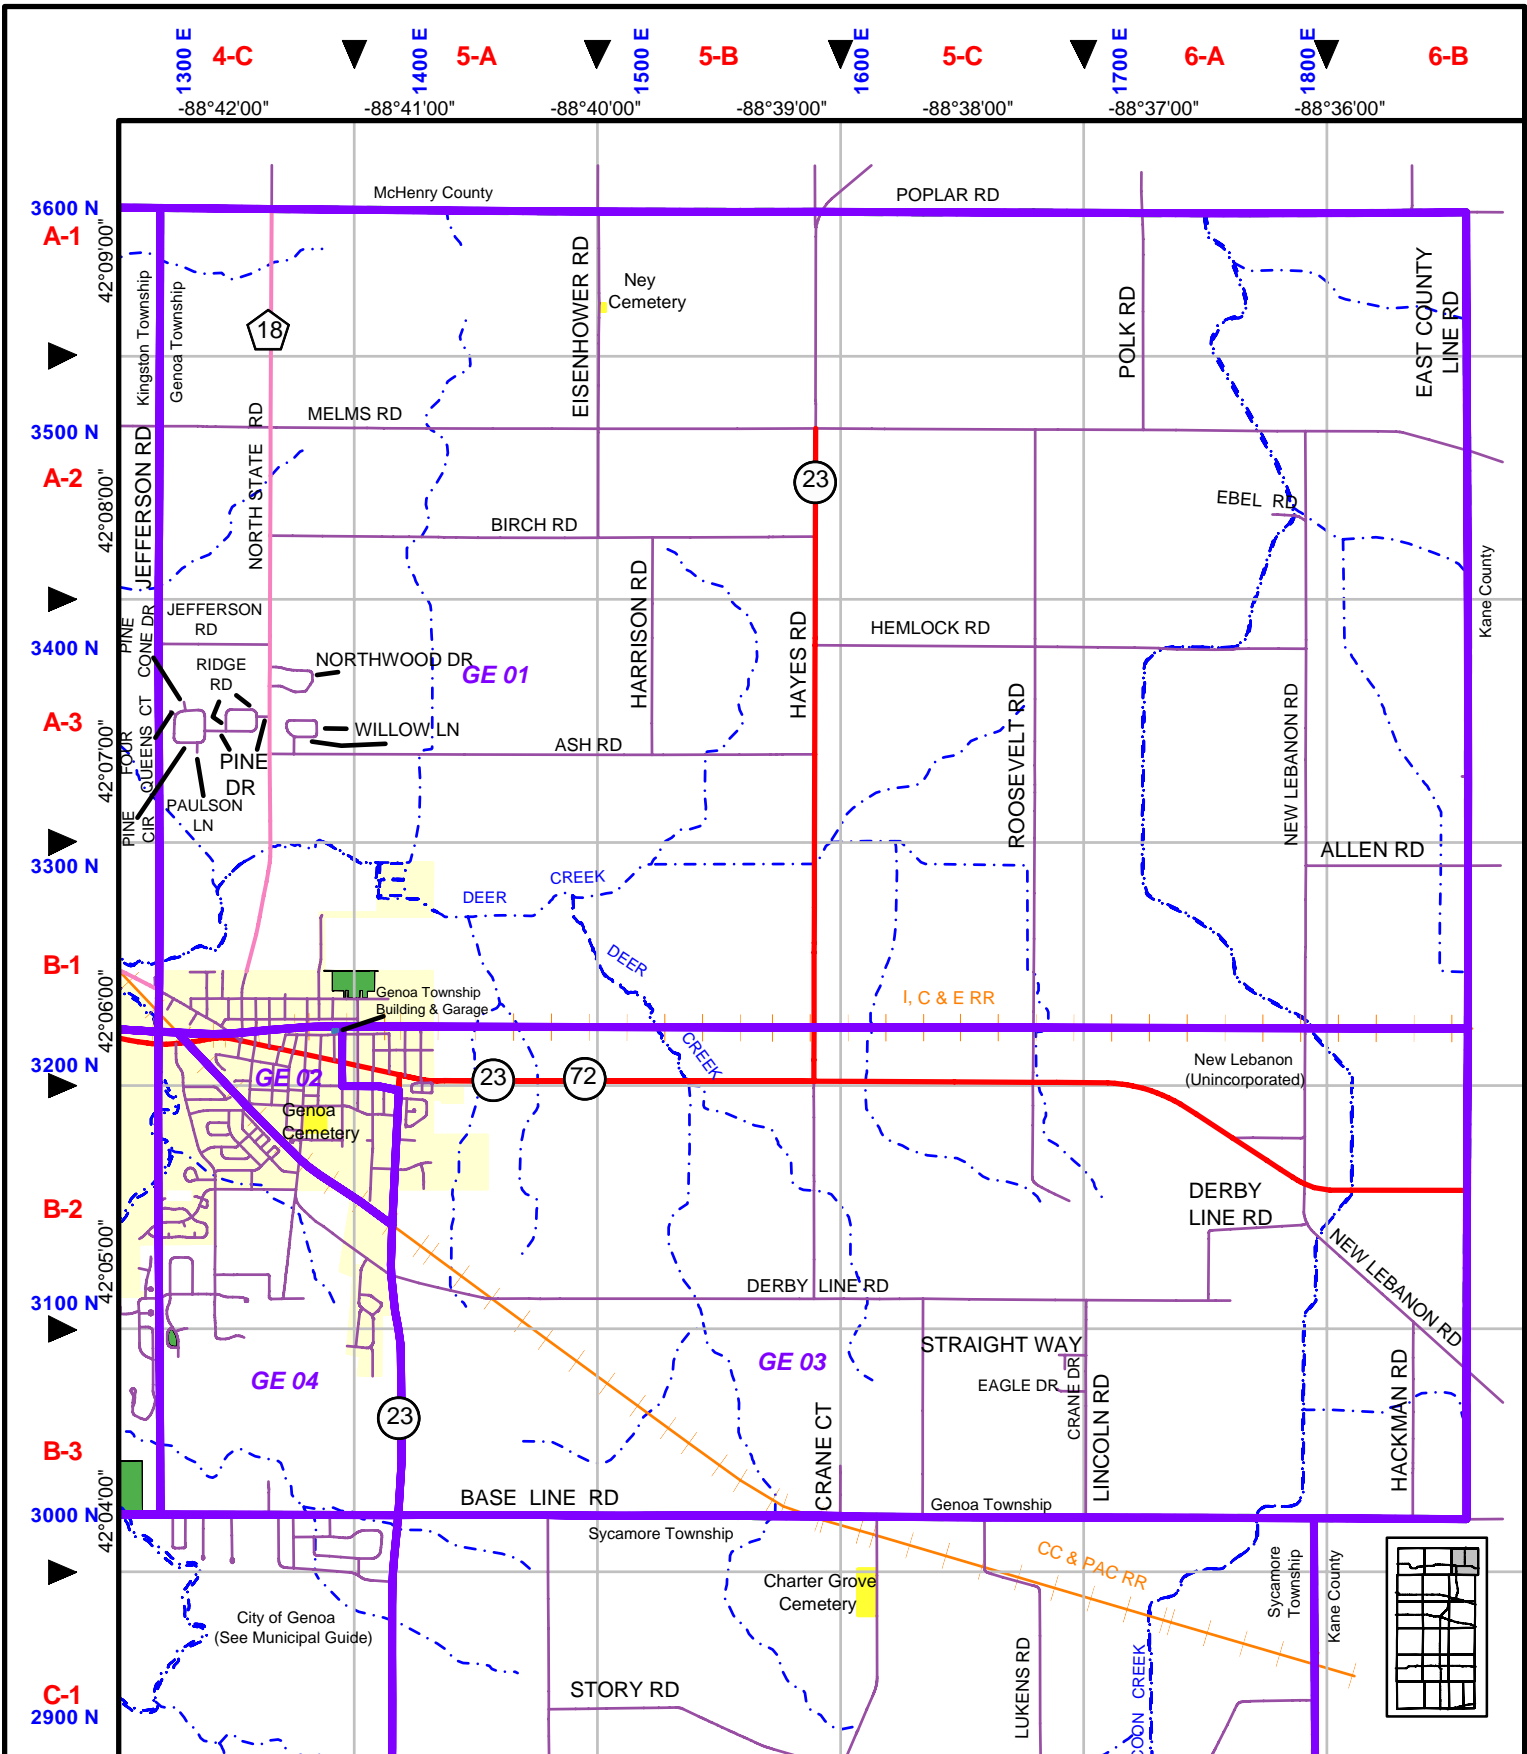 1300 E
4-C
1400 E
5-A
1500 E
5-B
1600 E
5-C
1700 E
6-A
1800 E
6-B
-88°42'00"
-88°41'00"
-88°40'00"
-88°39'00"
-88°38'00"
-88°37'00"
-88°36'00"
3600 N
A-1
42°09'00"
McHenry County
POPLAR RD
Kingston Township
Genoa Township
18
EISENHOWER RD
Ney
Cemetery
POLK RD
EAST COUNTY
LINE RD
3500 N
MELMS RD
A-2
42°08'00"
JEFFERSON RD
NORTH STATE RD
23
EBEL RD
BIRCH RD
HARRISON RD
HAYES RD
Kane County
JEFFERSON
RD
HEMLOCK RD
3400 N
PINE
CONE DR
RIDGE
RD
NORTHWOOD DR
GE 01
A-3
42°07'00"
FOUR
QUEENS CT
WILLOW LN
ASH RD
PINE
DR
PAULSON
LN
PINE
CIR
ROOSEVELT RD
NEW LEBANON RD
ALLEN RD
3300 N
DEER
CREEK
DEER
CREEK
B-1
42°06'00"
I, C & E RR
Genoa Township
Building & Garage
3200 N
GE 02
23
72
New Lebanon
(Unincorporated)
Genoa
Cemetery
B-2
42°05'00"
DERBY
LINE RD
NEW LEBANON RD
3100 N
DERBY LINE RD
STRAIGHT WAY
EAGLE DR
CRANE DR
LINCOLN RD
HACKMAN RD
GE 03
GE 04
23
B-3
42°04'00"
CRANE CT
BASE LINE RD
Genoa Township
3000 N
Sycamore Township
CC & PAC RR
Charter Grove
Cemetery
Sycamore
Township
Kane County
City of Genoa
(See Municipal Guide)
C-1
STORY RD
LUKENS RD
COON CREEK
2900 N